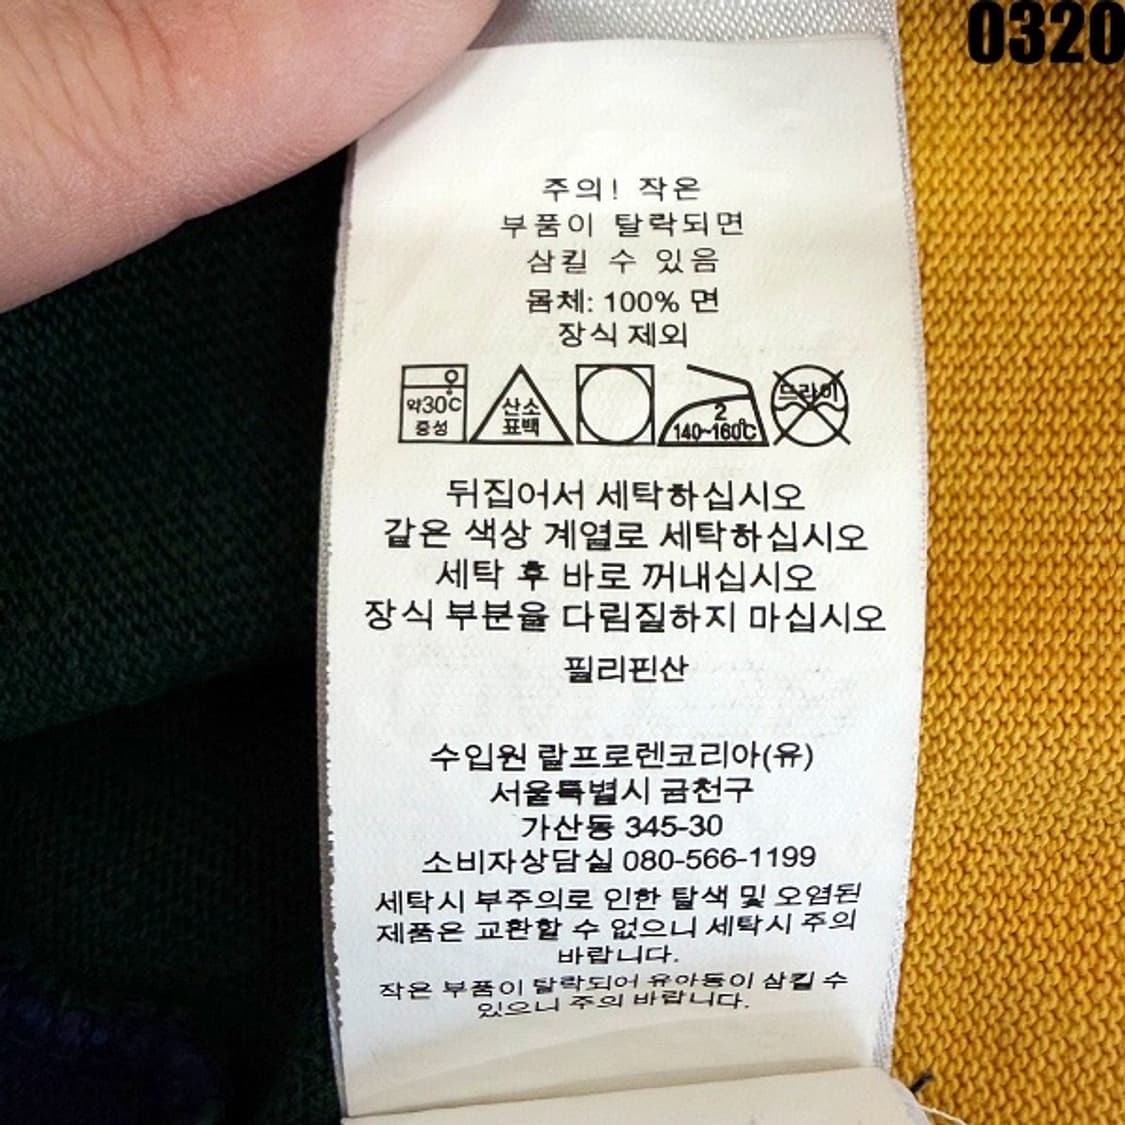 0320
주의! 작은
부품이 탈락되면
삼킬 수 있음
몸체: 100% 면
장식 제외
약30℃
중성
산소
표백
2
140~160℃
드라이
뒤집어서 세탁하십시오
같은 색상 계열로 세탁하십시오
세탁 후 바로 꺼내십시오
장식 부분을 다림질하지 마십시오
필리핀산
수입원 랄프로렌코리아(유)
서울특별시 금천구
가산동 345-30
소비자상담실 080-566-1199
세탁시 부주의로 인한 탈색 및 오염된
제품은 교환할 수 없으니 세탁시 주의
바랍니다.
작은 부품이 탈락되어 유아동이 삼킬 수
있으니 주의 바랍니다.